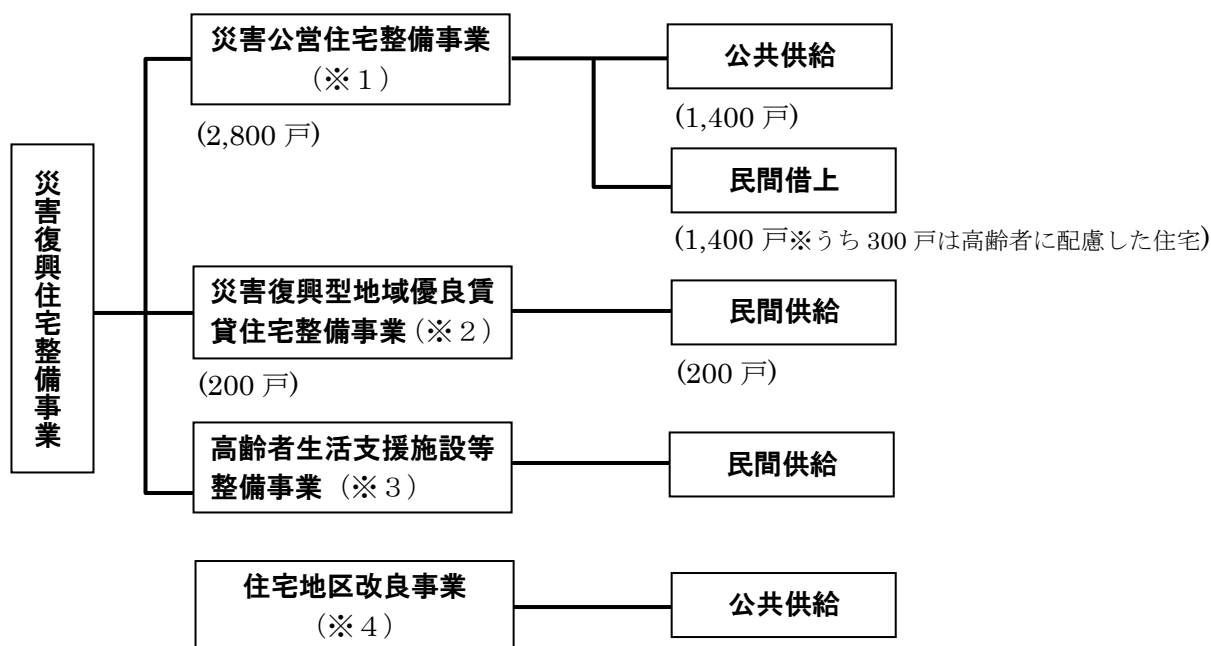 災害復興住宅整備事業
災害公営住宅整備事業
(※1)
(2,800 戸)
公共供給
(1,400 戸)
民間借上
(1,400 戸※うち 300 戸は高齢者に配慮した住宅)
災害復興型地域優良賃
貸住宅整備事業(※2)
(200 戸)
民間供給
(200 戸)
高齢者生活支援施設等
整備事業(※3)
民間供給
住宅地区改良事業
(※4)
公共供給